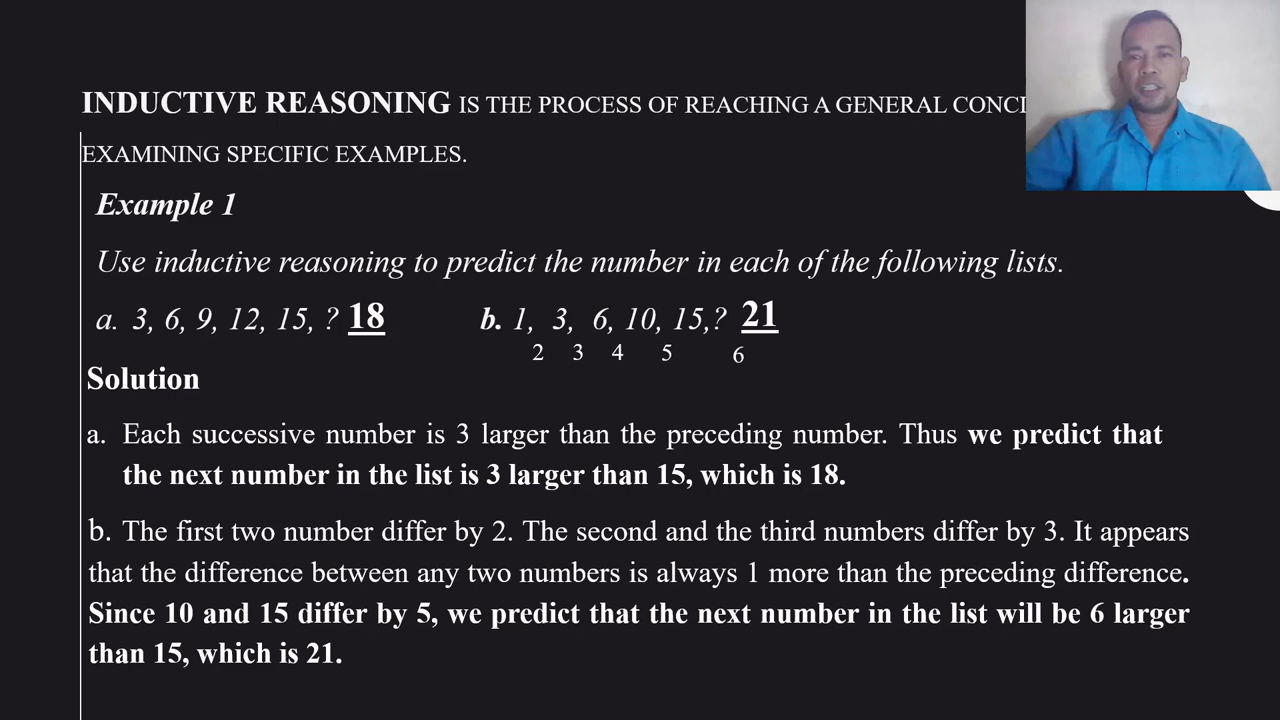 INDUCTIVE REASONING IS THE PROCESS OF REACHING A GENERAL
EXAMINING SPECIFIC EXAMPLES.
Example 1
Use inductive reasoning to predict the number in each of the following lists.
a. 3, 6, 9, 12, 15, ? 18 b. 1, 3, 6, 10, 15,? 21
2 3 4 5 6
Solution
a. Each successive number is 3 larger than the preceding number. Thus we predict that
the next number in the list is 3 larger than 15, which is 18.
b. The first two number differ by 2. The second and the third numbers differ by 3. It appears
that the difference between any two numbers is always 1 more than the preceding difference.
Since 10 and 15 differ by 5, we predict that the next number in the list will be 6 larger
than 15, which is 21.